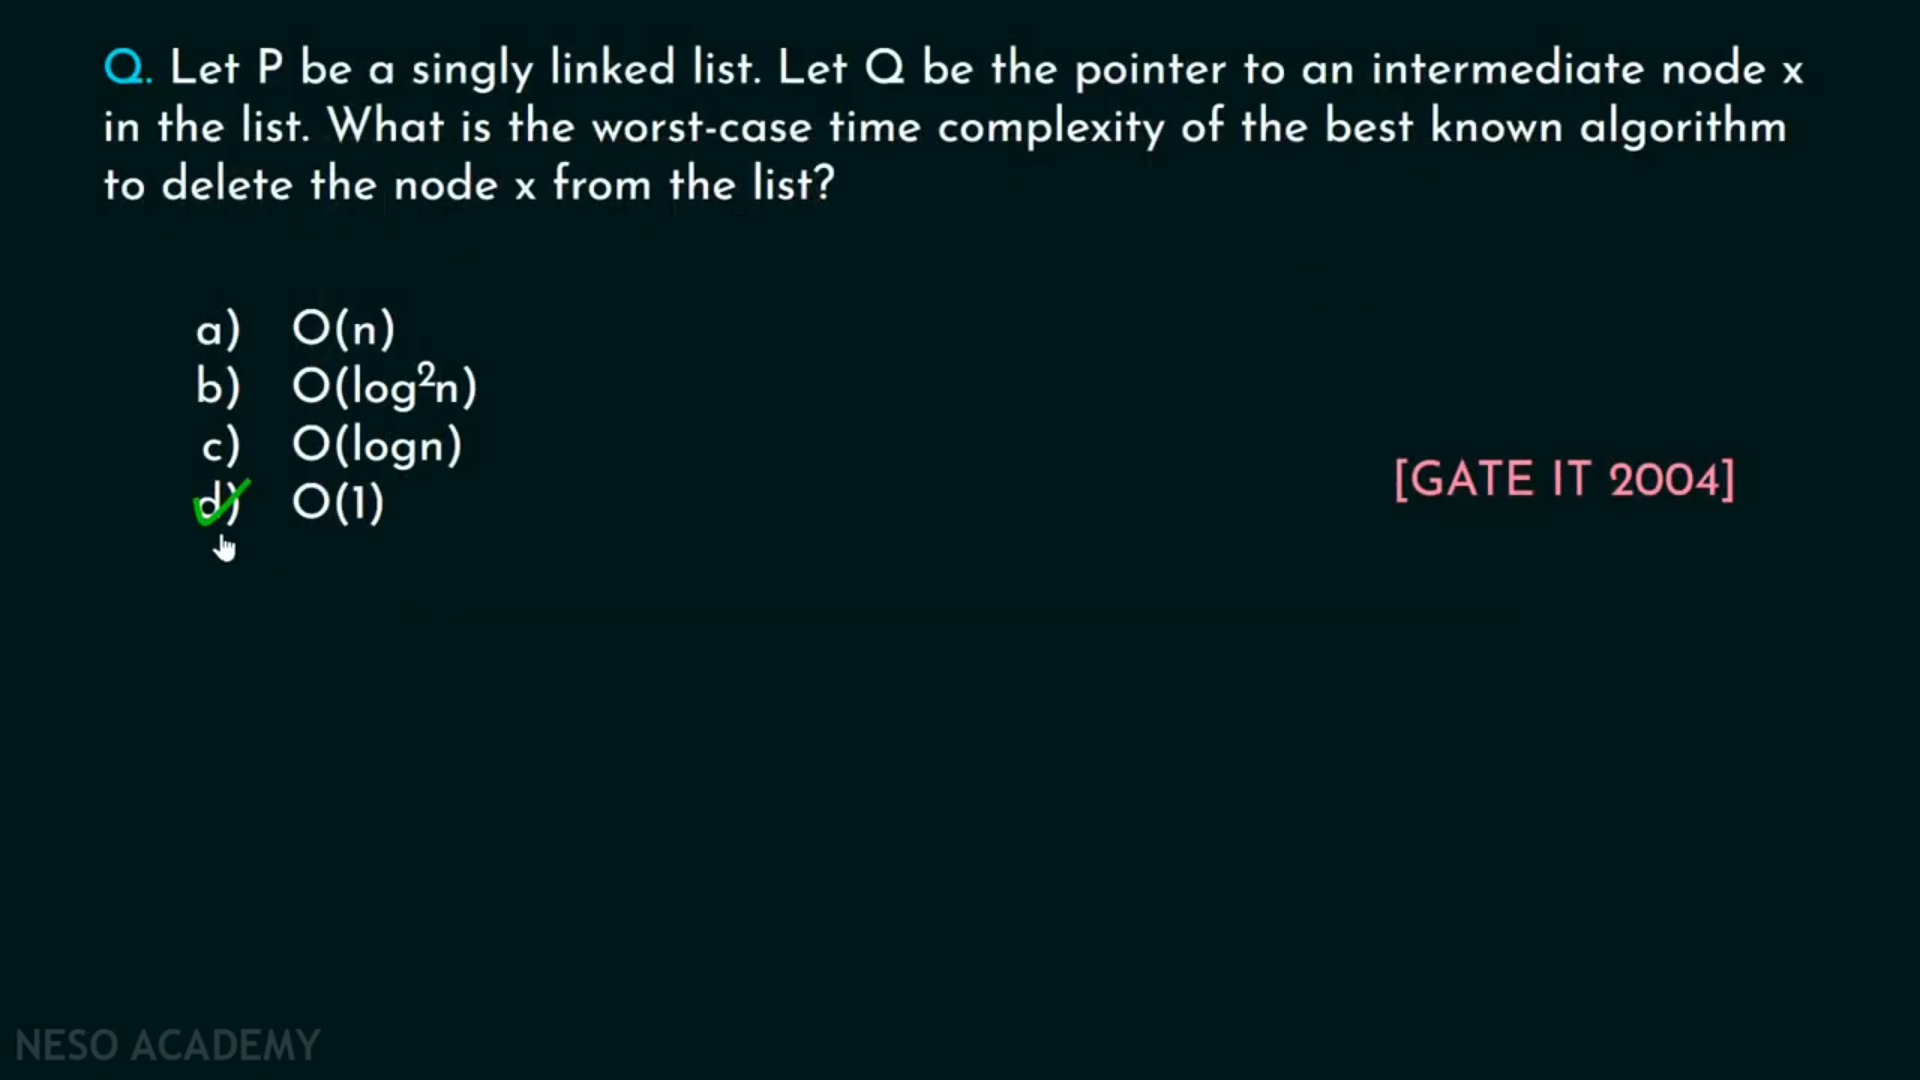 Q. Let P be a singly linked list. Let Q be the pointer to an intermediate node x
in the list. What is the worst-case time complexity of the best known algorithm
to delete the node x from the list?
a) O(n)
b) O(log²n)
c) O(logn)
d) O(1)
[GATE IT 2004]
NESO ACADEMY